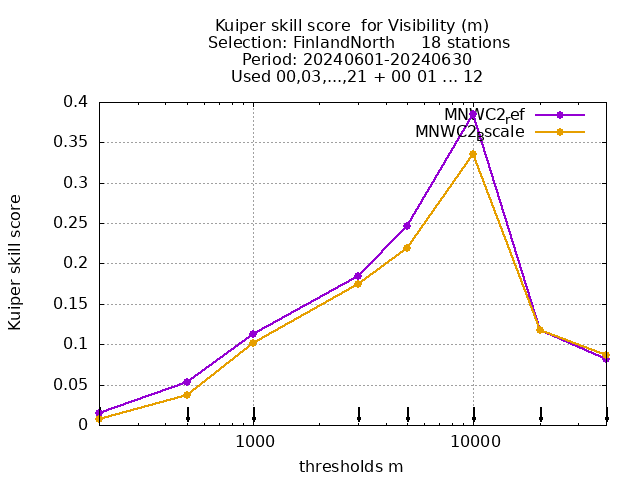 Kuiper skill score  for Visibility (m)
Selection: FinlandNorth     18 stations
Period: 20240601-20240630
Used 00,03,...,21 + 00 01 ... 12
MNWC2ref
MNWC2Bscale
Kuiper skill score
0.4
0.35
0.3
0.25
0.2
0.15
0.1
0.05
0
1000
10000
thresholds m